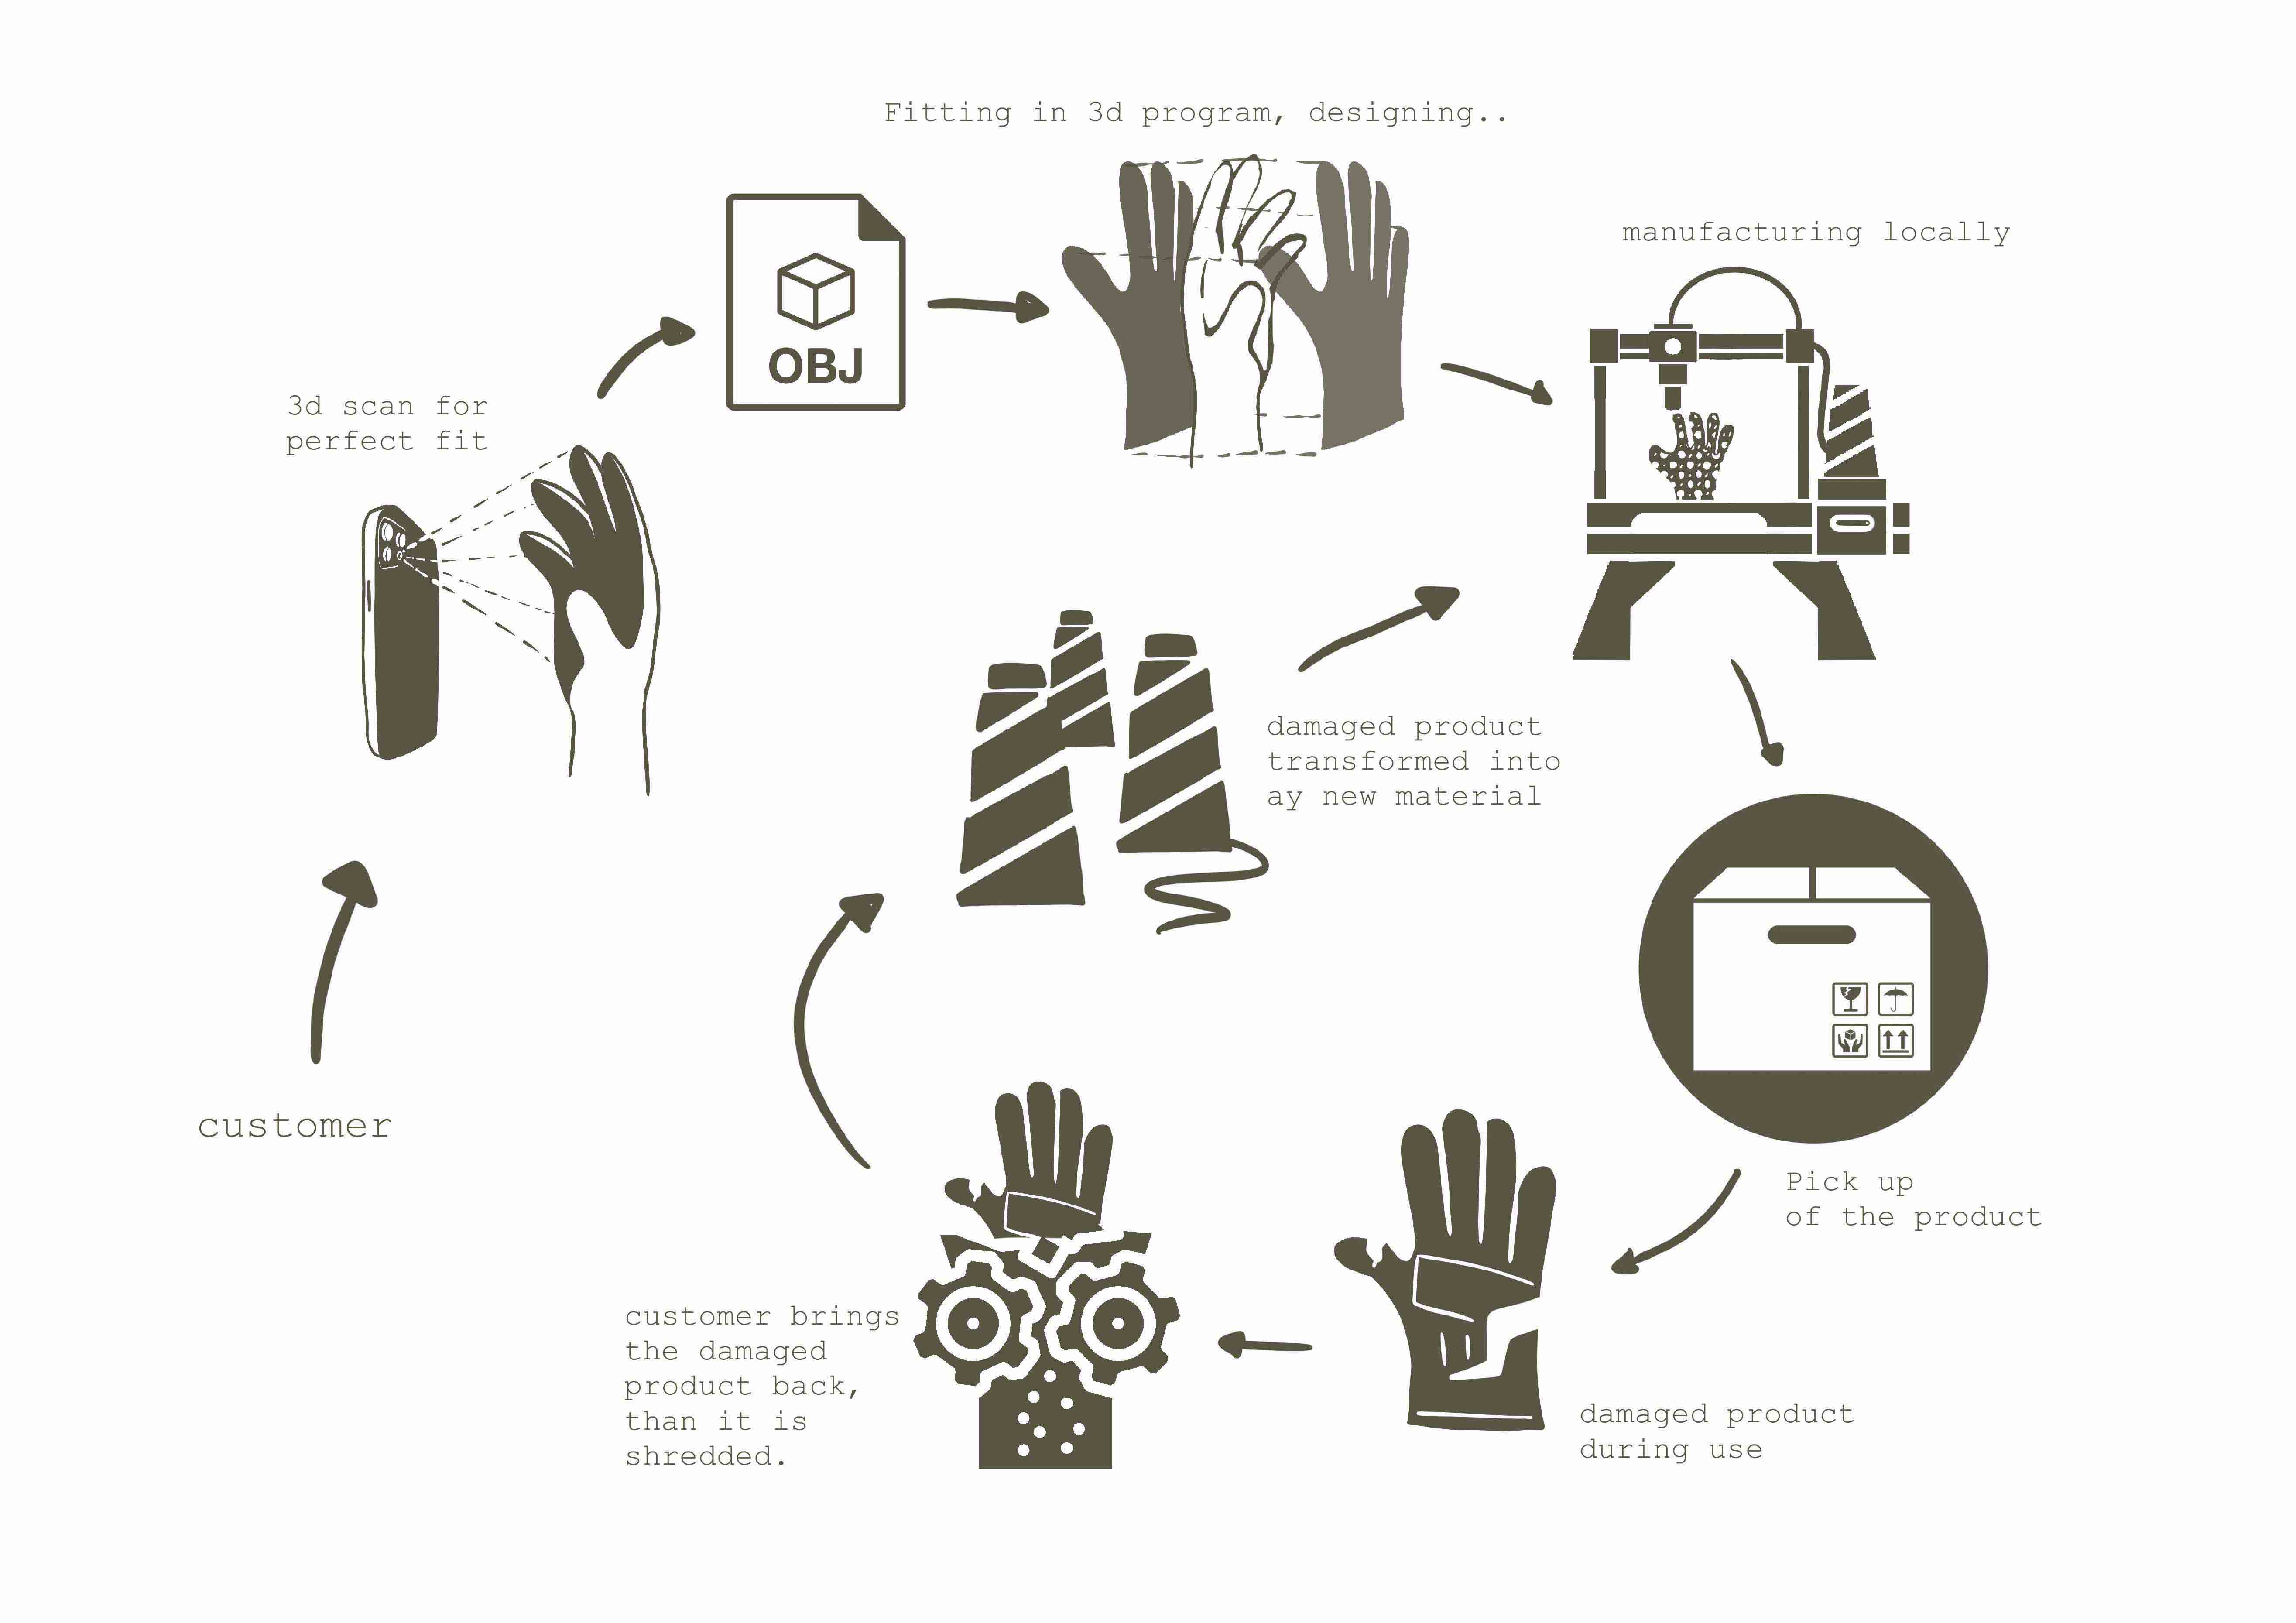 Fitting in 3d program, designing..
manufacturing locally
OBJ
3d scan for
perfect fit
damaged product
transformed into
ay new material
customer
Pick up
of the product
customer brings
the damaged
product back,
than it is
shredded.
damaged product
during use